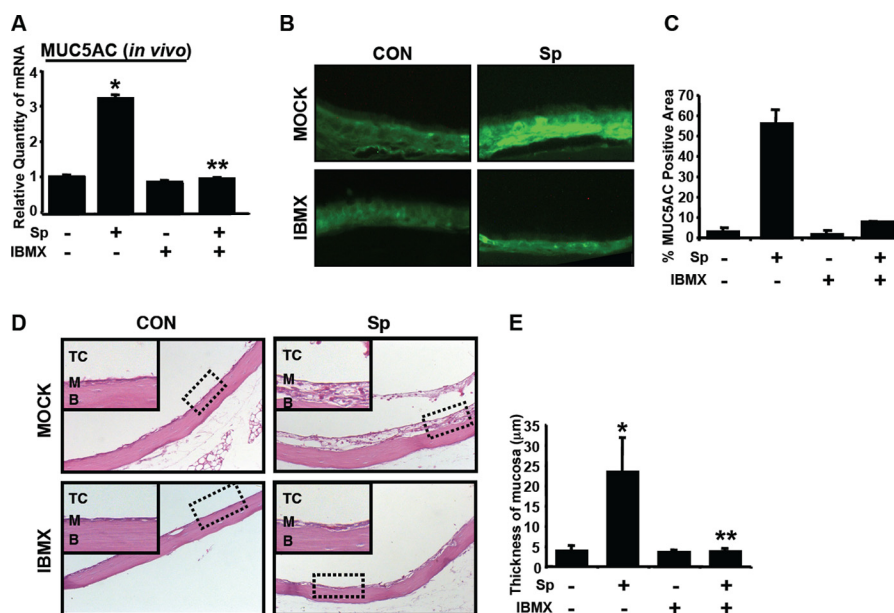 A
MUC5AC (in vivo)
Relative Quantity of mRNA
4
3
2
1
0
*
**
Sp - + - +
IBMX - - + +
B
CON Sp
MOCK
IBMX
C
% MUC5AC Positive Area
70
60
50
40
30
20
10
0
Sp - + - +
IBMX - - + +
D
CON Sp
MOCK
TC
M
B
TC
M
B
IBMX
TC
M
B
TC
M
B
E
Thickness of mucosa (μm)
35
30
25
20
15
10
5
0
*
**
Sp - + - +
IBMX - - + +